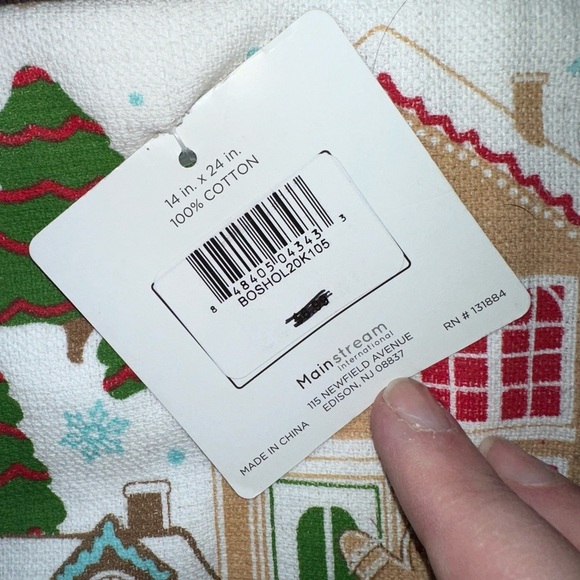 14 in. x 24 in.
100% COTTON
8 48405 04343 3
BOSHOL20K105
Mainstream
international
115 NEWFIELD AVENUE
EDISON, NJ 08837
MADE IN CHINA
RN # 131884